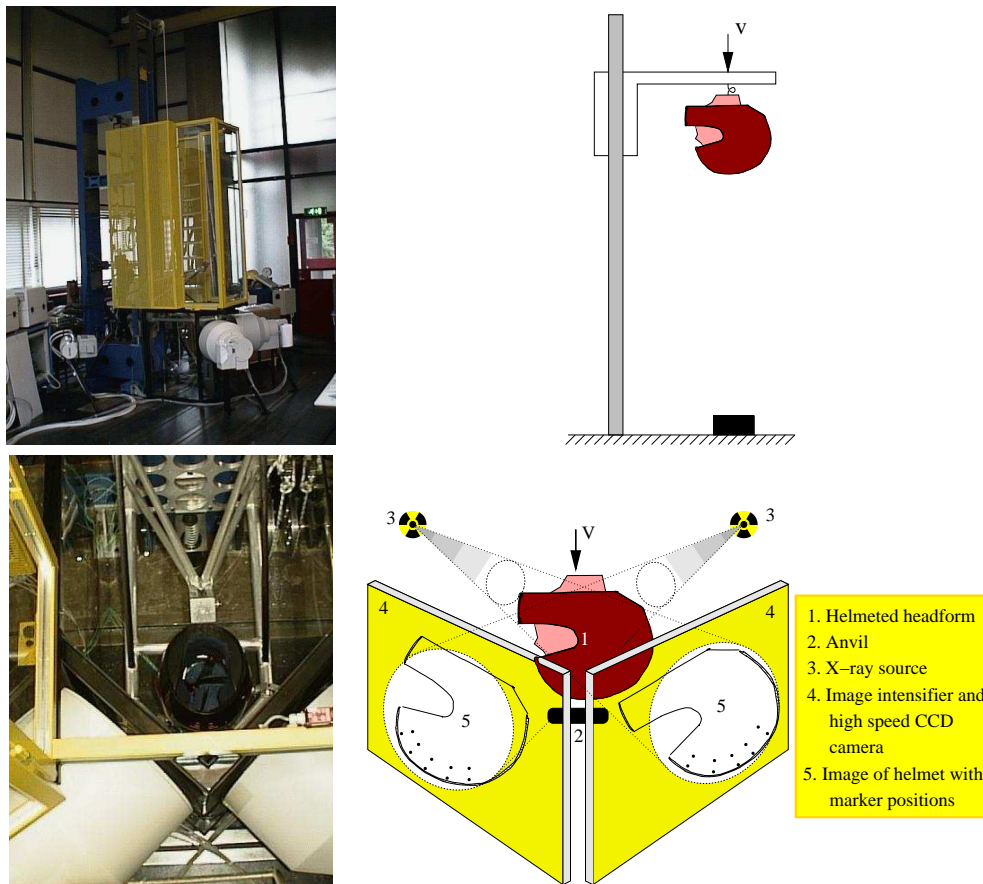 v
3
3
v
4
4
1
5
5
2
1. Helmeted headform
2. Anvil
3. X−ray source
4. Image intensifier and
high speed CCD
camera
5. Image of helmet with
marker positions